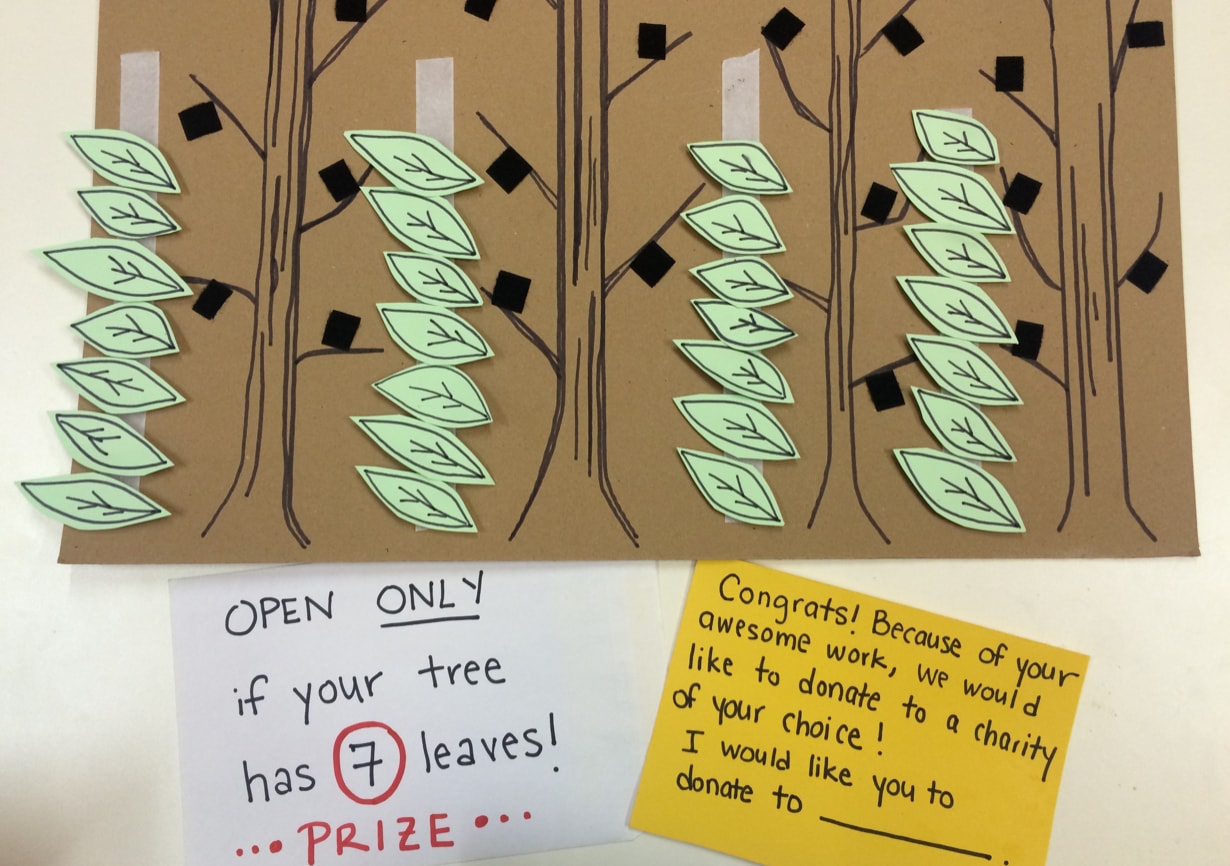 OPEN ONLY
if your tree
has 7 leaves!
... PRIZE ...
Congrats! Because of your
awesome work, we would
like to donate to a charity
of your choice!
I would like you to
donate to __________.